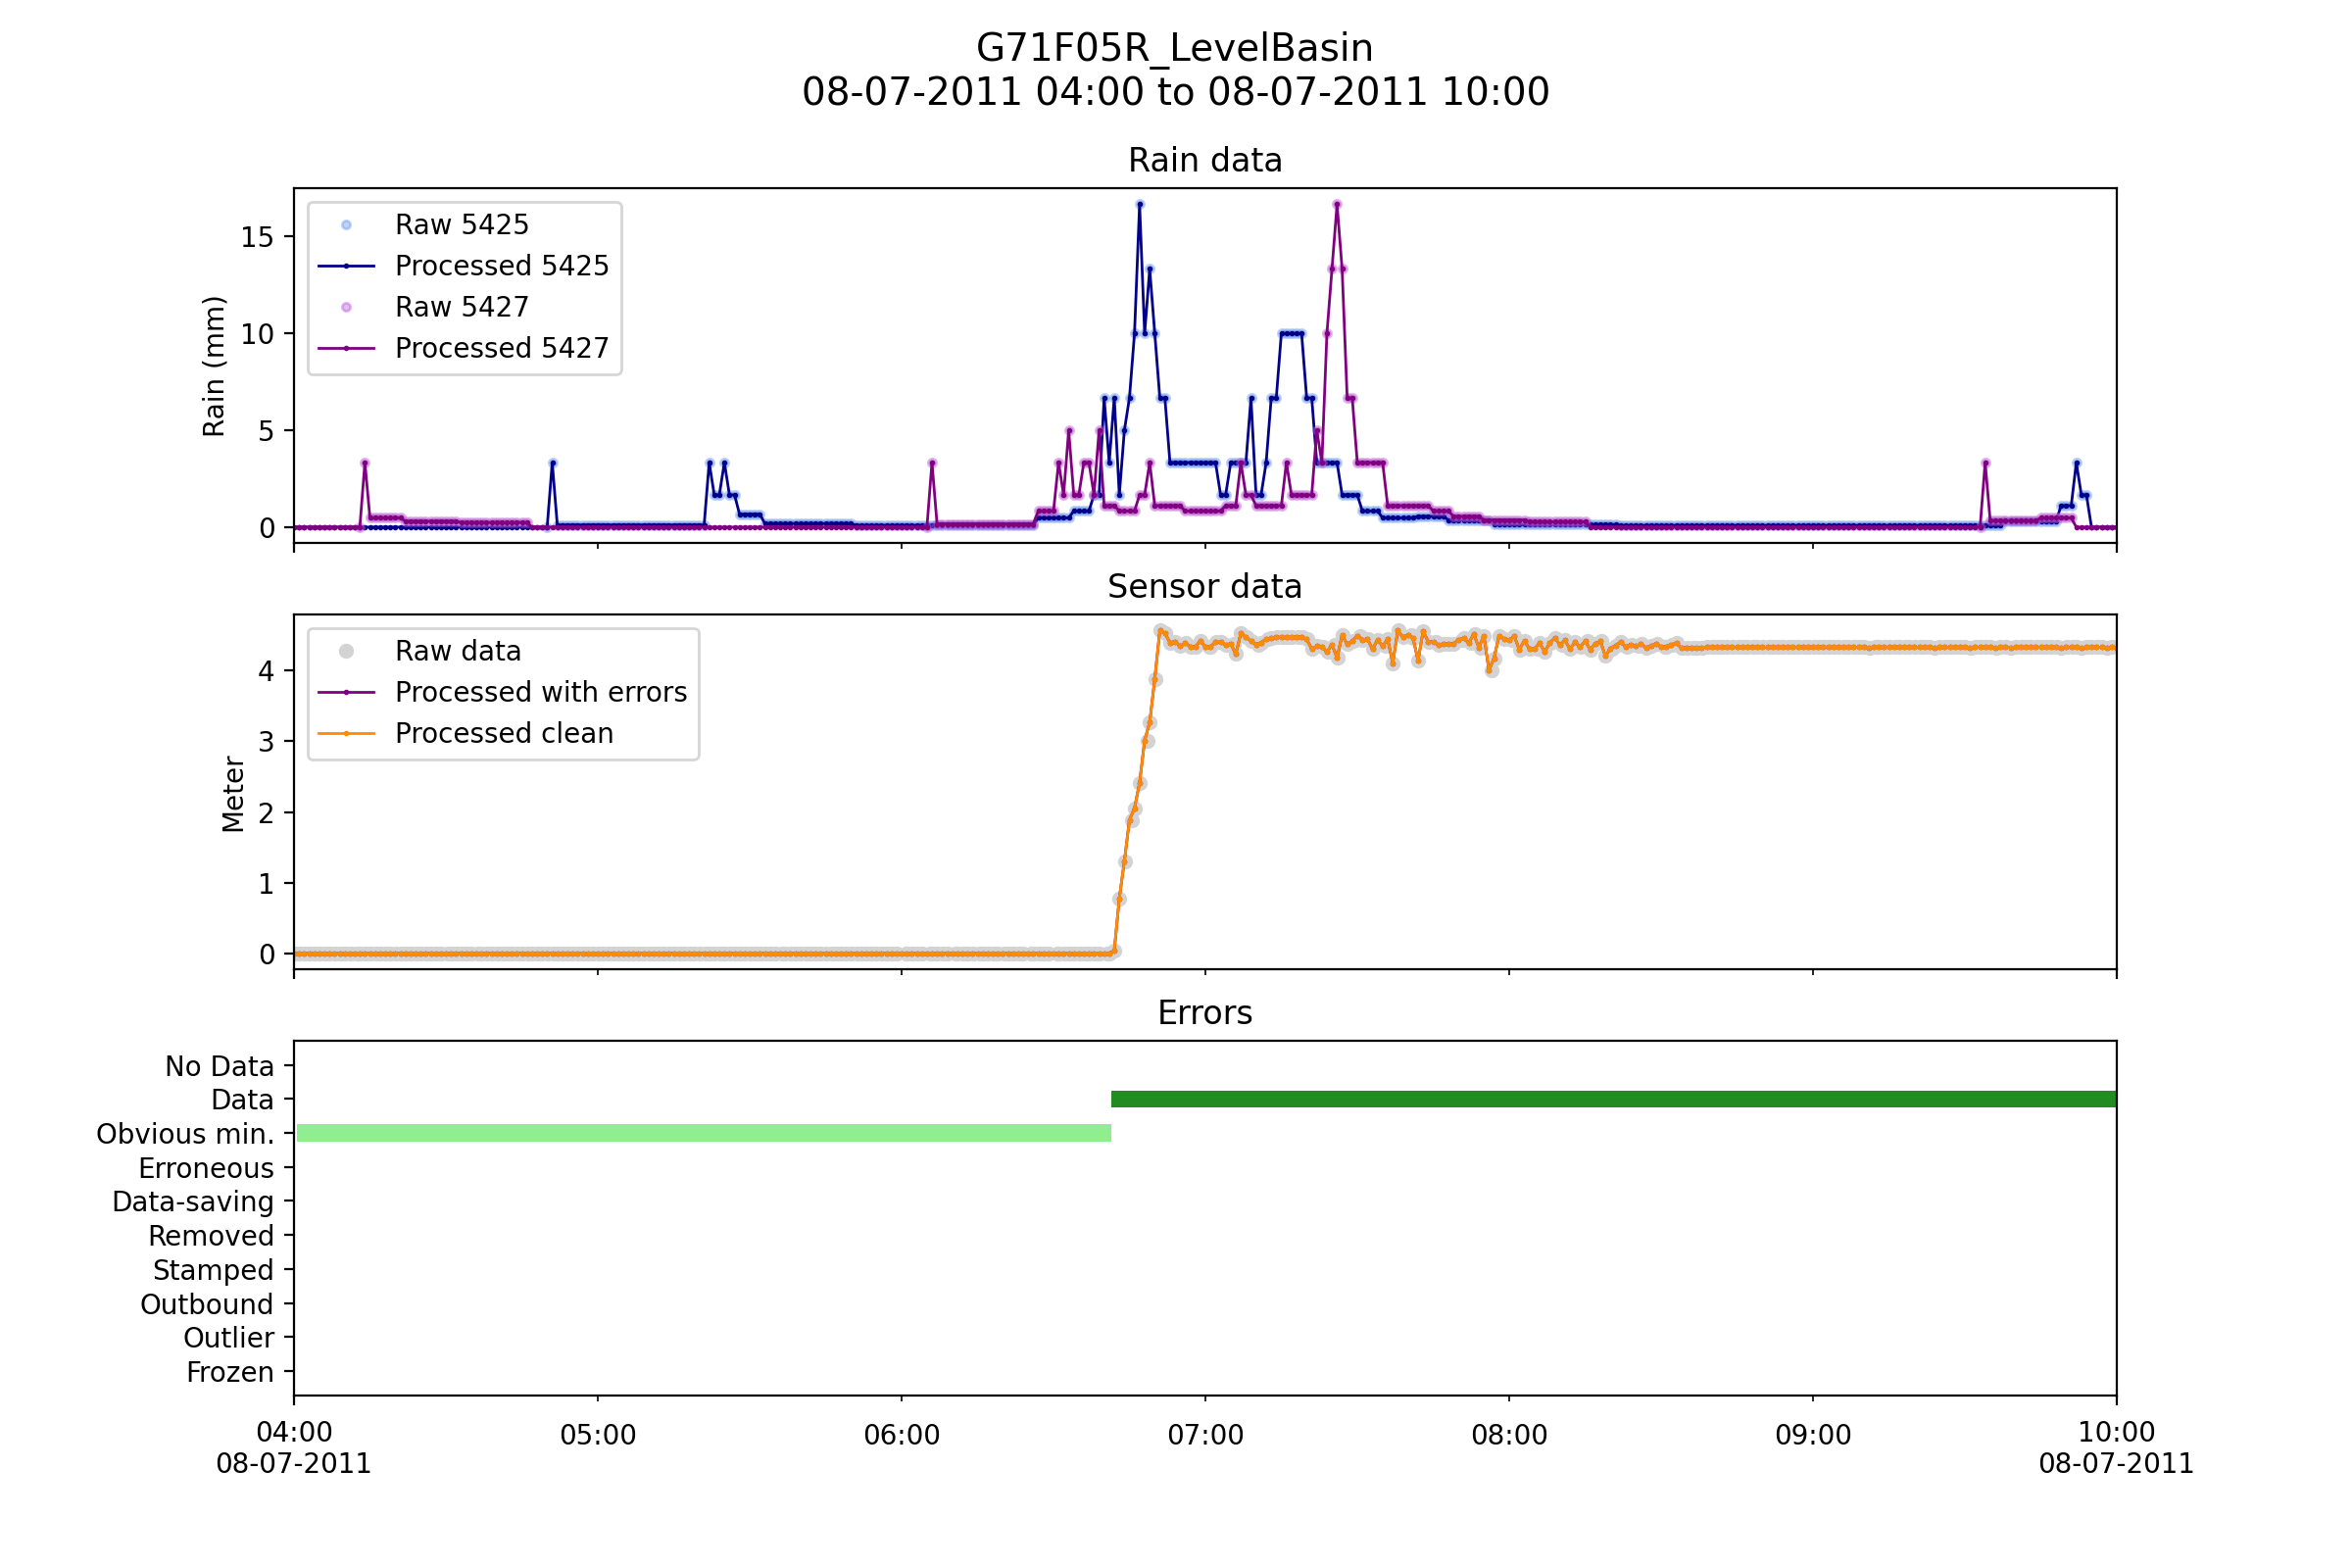 G71F05R_LevelBasin
08-07-2011 04:00 to 08-07-2011 10:00
Rain data
Rain (mm)
15
10
5
0
Raw 5425
Processed 5425
Raw 5427
Processed 5427
Sensor data
Meter
4
3
2
1
0
Raw data
Processed with errors
Processed clean
Errors
No Data
Data
Obvious min.
Erroneous
Data-saving
Removed
Stamped
Outbound
Outlier
Frozen
04:00 05:00 06:00 07:00 08:00 09:00 10:00
08-07-2011 08-07-2011